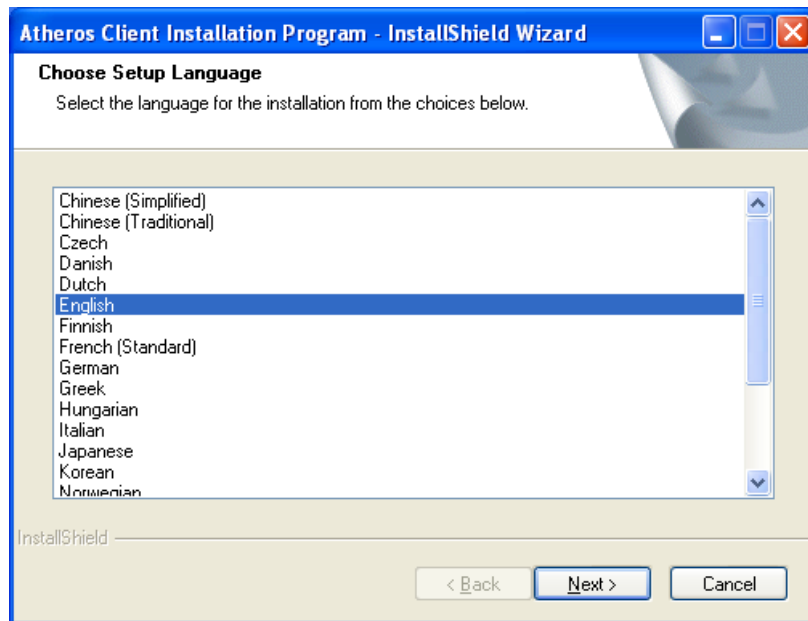 Atheros Client Installation Program - InstallShield Wizard
Choose Setup Language
Select the language for the installation from the choices below.
Chinese (Simplified)
Chinese (Traditional)
Czech
Danish
Dutch
English
Finnish
French (Standard)
German
Greek
Hungarian
Italian
Japanese
Korean
Norwegian
InstallShield
< Back
Next >
Cancel